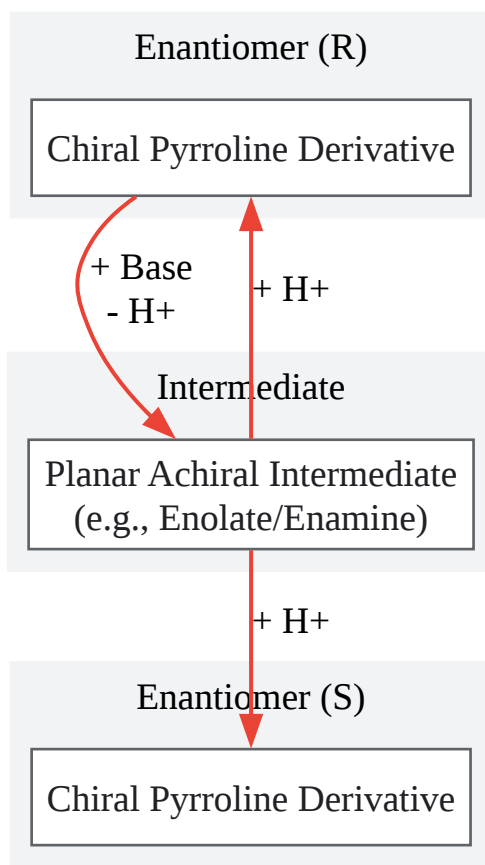 Enantiomer (R)
Chiral Pyrroline Derivative
+ Base
- H+
+ H+
Intermediate
Planar Achiral Intermediate
(e.g., Enolate/Enamine)
+ H+
Enantiomer (S)
Chiral Pyrroline Derivative